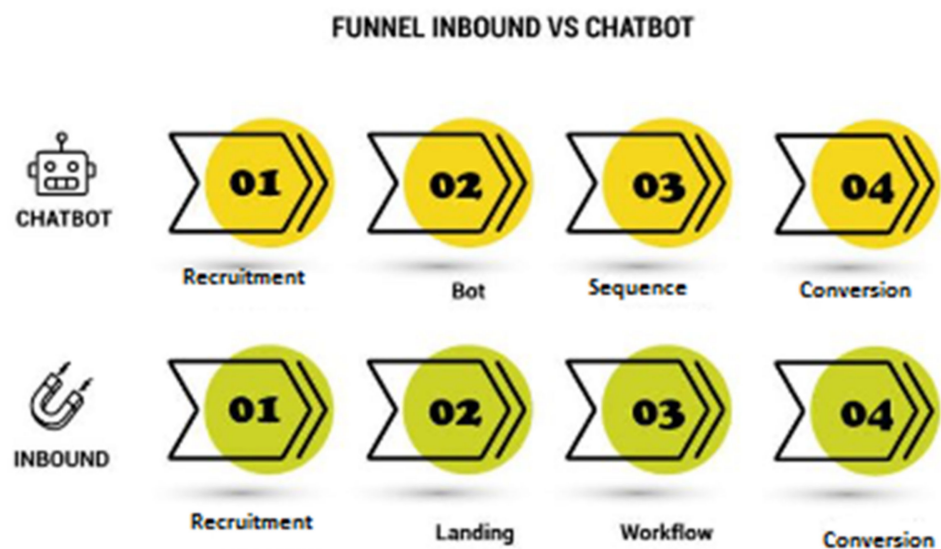 FUNNEL INBOUND VS CHATBOT
CHATBOT
01 02 03 04
Recruitment Bot Sequence Conversion
INBOUND
01 02 03 04
Recruitment Landing Workflow Conversion